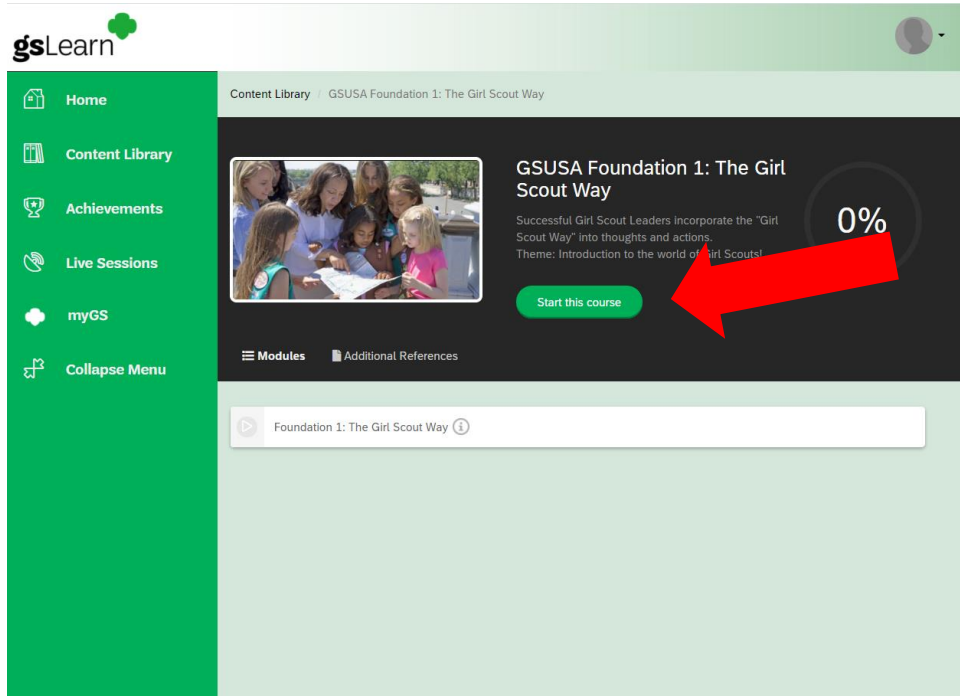 gsLearn
Home
Content Library
Achievements
Live Sessions
myGS
Collapse Menu
Content Library / GSUSA Foundation 1: The Girl Scout Way
GSUSA Foundation 1: The Girl
Scout Way
Successful Girl Scout Leaders incorporate the "Girl
Scout Way" into thoughts and actions.
Theme: Introduction to the world of Girl Scouts!
0%
Start this course
Modules
Additional References
Foundation 1: The Girl Scout Way